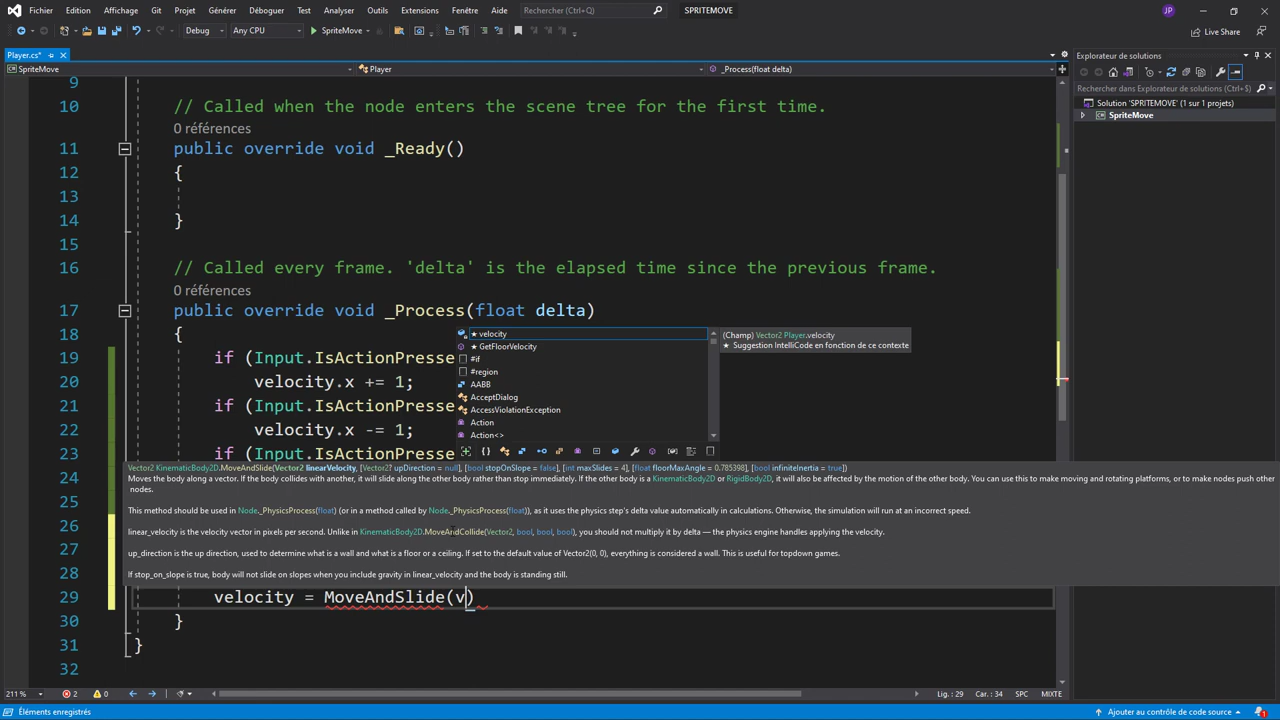 Fichier Edition Affichage Git Projet Générer Déboguer Test Analyser Outils Extensions Fenêtre Aide Rechercher (Ctrl+Q) SPRITEMOVE JP
Debug Any CPU SpriteMove Live Share
Player.cs* Explorateur de solutions
SpriteMove Player _Process(float delta)
Rechercher dans Explorateur de solutions (Ctrl+$)
Solution 'SPRITEMOVE' (1 sur 1 projets)
SpriteMove
9
10 // Called when the node enters the scene tree for the first time.
0 références
11 public override void _Ready()
12 {
13
14 }
15
16 // Called every frame. 'delta' is the elapsed time since the previous frame.
0 références
17 public override void _Process(float delta)
18 {
19 if (Input.IsActionPresse
20 velocity.x += 1;
21 if (Input.IsActionPresse
22 velocity.x -= 1;
23 if (Input.IsActionPresse
24
25
26
27
28
29 velocity = MoveAndSlide(v)
30 }
31 }
32
★ velocity
★ GetFloorVelocity
#if
#region
AABB
AcceptDialog
AccessViolationException
Action
Action<>
(Champ) Vector2 Player.velocity
★ Suggestion IntelliCode en fonction de ce contexte
Vector2 KinematicBody2D.MoveAndSlide(Vector2 linearVelocity, [Vector2? upDirection = null], [bool stopOnSlope = false], [int maxSlides = 4], [float floorMaxAngle = 0.785398], [bool infiniteInertia = true])
Moves the body along a vector. If the body collides with another, it will slide along the other body rather than stop immediately. If the other body is a KinematicBody2D or RigidBody2D, it will also be affected by the motion of the other body. You can use this to make moving and rotating platforms, or to make nodes push other
nodes.
This method should be used in Node._PhysicsProcess(float) (or in a method called by Node._PhysicsProcess(float)), as it uses the physics step's delta value automatically in calculations. Otherwise, the simulation will run at an incorrect speed.
linear_velocity is the velocity vector in pixels per second. Unlike in KinematicBody2D.MoveAndCollide(Vector2, bool, bool, bool), you should not multiply it by delta — the physics engine handles applying the velocity.
up_direction is the up direction, used to determine what is a wall and what is a floor or a ceiling. If set to the default value of Vector2(0, 0), everything is considered a wall. This is useful for topdown games.
If stop_on_slope is true, body will not slide on slopes when you include gravity in linear_velocity and the body is standing still.
211 % 2 0 Lig. : 29 Car. : 34 SPC MIXTE
Éléments enregistrés Ajouter au contrôle de code source 1